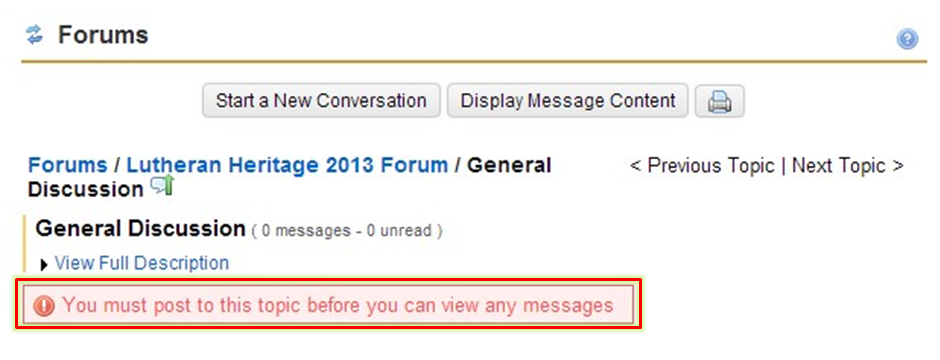 Forums
Start a New Conversation Display Message Content
Forums / Lutheran Heritage 2013 Forum / General < Previous Topic | Next Topic >
Discussion
General Discussion ( 0 messages - 0 unread )
View Full Description
You must post to this topic before you can view any messages